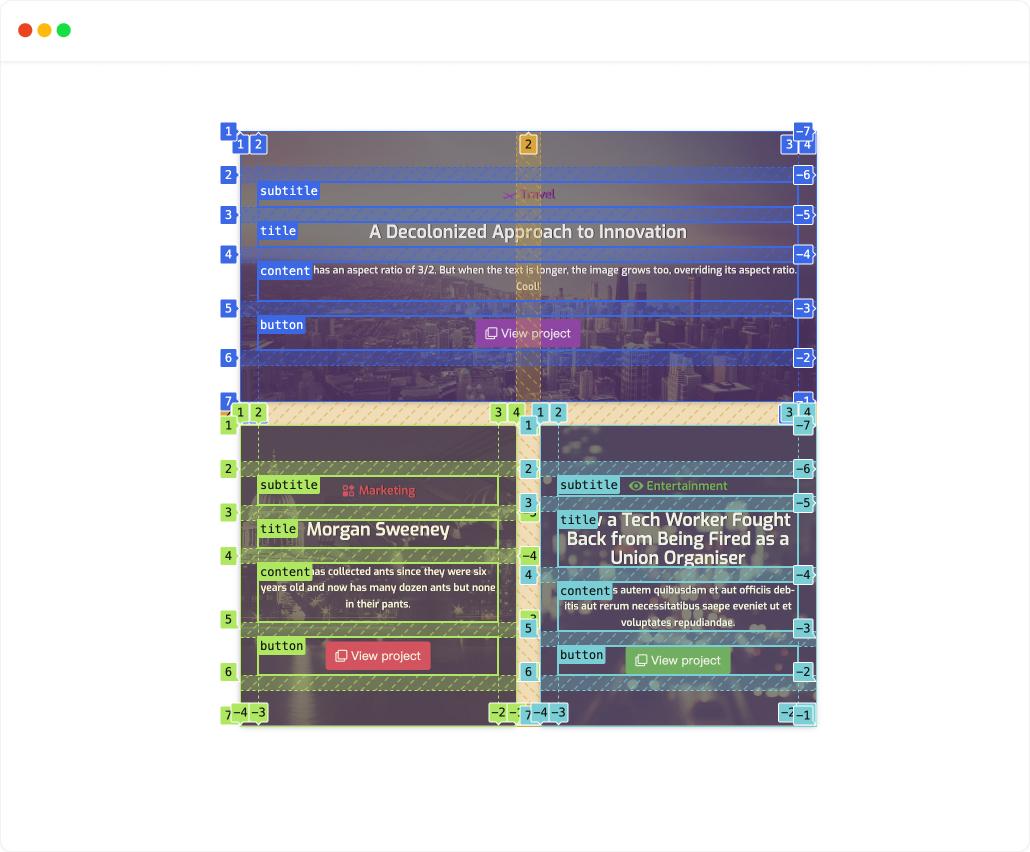 1
1 2 2 3 4 -7
2 -6
subtitle Travel
3 -5
title A Decolonized Approach to Innovation
4 -4
content has an aspect ratio of 3/2. But when the text is longer, the image grows too, overriding its aspect ratio.
Cool!
5 -3
button View project
6 -2
7 -1
1 2 3 4 1 2 3 4
1 1 -7
2 2 -6
subtitle Marketing
3
title Morgan Sweeney
4 -4
content has collected ants since they were six
years old and now has many dozen ants but none
in their pants.
5
button View project
6
7 -4 -3 -2
subtitle Entertainment
3 -5
title a Tech Worker Fought
Back from Being Fired as a
Union Organiser
4 -4
content autem quibusdam et aut officiis deb-
itis aut rerum necessitatibus saepe eveniet ut et
voluptates repudiandae.
5 -3
button View project
6 -2
7 -4 -3 -2 -1